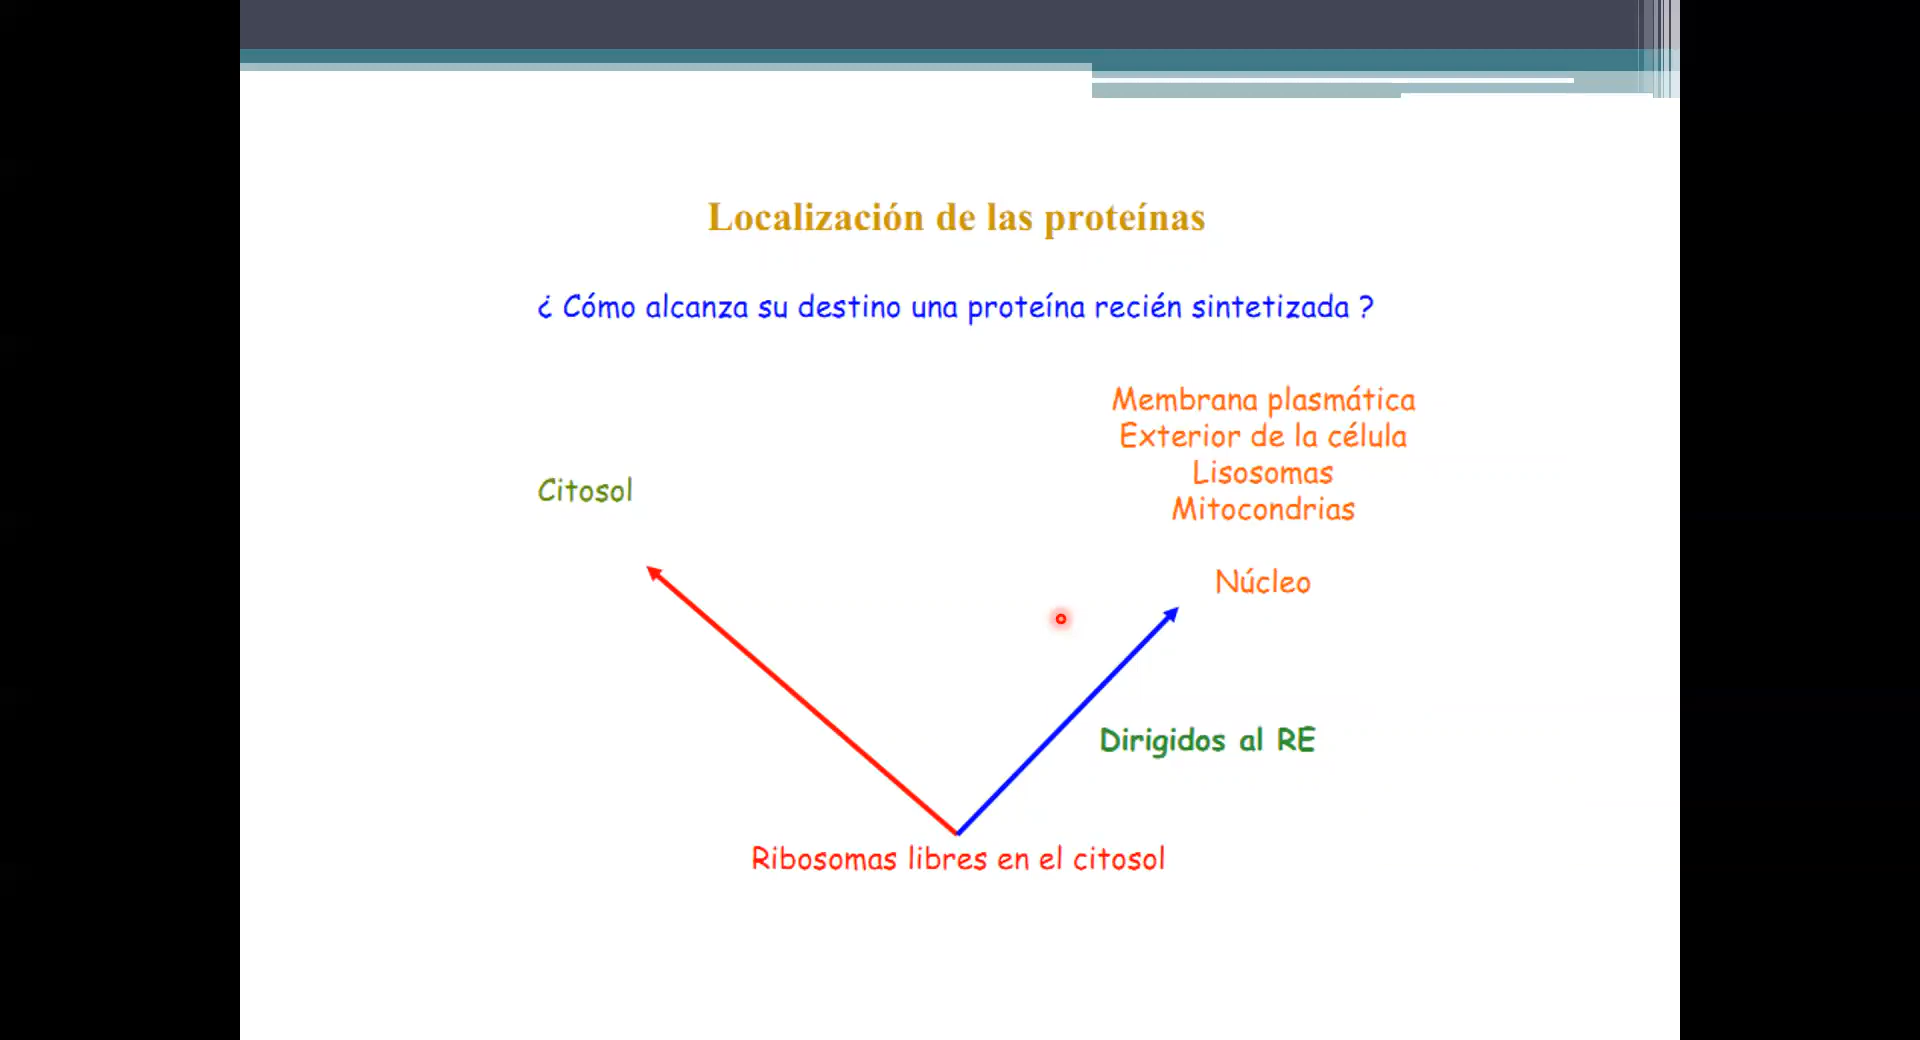 Localización de las proteínas
¿ Cómo alcanza su destino una proteína recién sintetizada ?
Membrana plasmática
Exterior de la célula
Lisosomas
Mitocondrias
Citosol
Núcleo
Dirigidos al RE
Ribosomas libres en el citosol